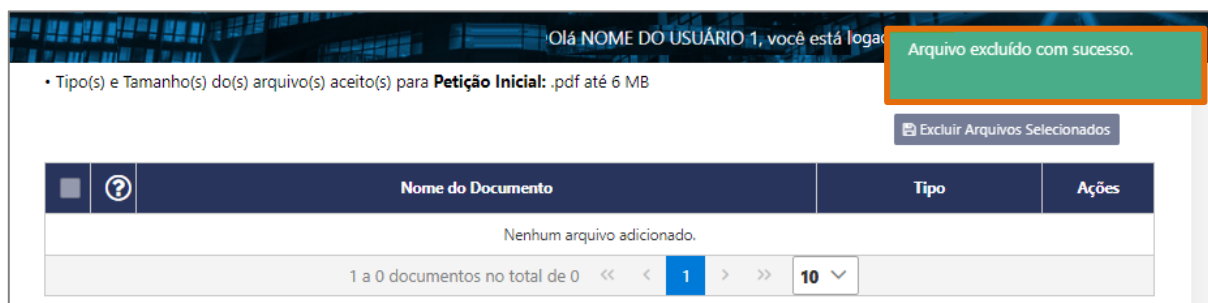 Olá NOME DO USUÁRIO 1, você está logad
Arquivo excluído com sucesso.
• Tipo(s) e Tamanho(s) do(s) arquivo(s) aceito(s) para Petição Inicial: .pdf até 6 MB
Excluir Arquivos Selecionados
? Nome do Documento Tipo Ações
Nenhum arquivo adicionado.
1 a 0 documentos no total de 0 << < 1 > >> 10